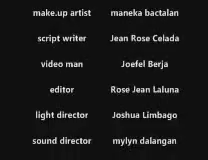 make.up artist maneka bactalan
script writer Jean Rose Celada
video man Joefel Berja
editor Rose Jean Laluna
light director Joshua Limbago
sound director mylyn dalangan